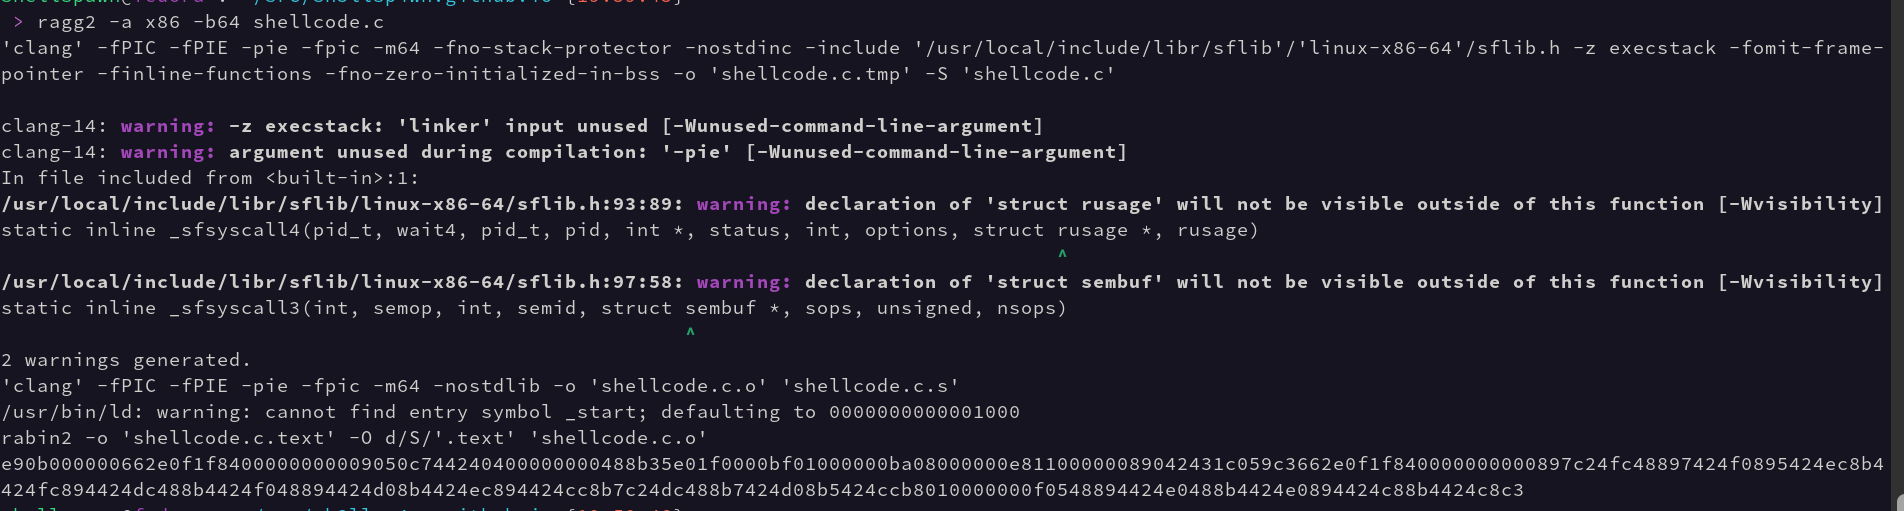 > ragg2 -a x86 -b64 shellcode.c
'clang' -fPIC -fPIE -pie -fpic -m64 -fno-stack-protector -nostdinc -include '/usr/local/include/libr/sflib'/'linux-x86-64'/sflib.h -z execstack -fomit-frame-
pointer -finline-functions -fno-zero-initialized-in-bss -o 'shellcode.c.tmp' -S 'shellcode.c'
clang-14: warning: -z execstack: 'linker' input unused [-Wunused-command-line-argument]
clang-14: warning: argument unused during compilation: '-pie' [-Wunused-command-line-argument]
In file included from <built-in>:1:
/usr/local/include/libr/sflib/linux-x86-64/sflib.h:93:89: warning: declaration of 'struct rusage' will not be visible outside of this function [-Wvisibility]
static inline _sfsyscall4(pid_t, wait4, pid_t, pid, int *, status, int, options, struct rusage *, rusage)
^
/usr/local/include/libr/sflib/linux-x86-64/sflib.h:97:58: warning: declaration of 'struct sembuf' will not be visible outside of this function [-Wvisibility]
static inline _sfsyscall3(int, semop, int, semid, struct sembuf *, sops, unsigned, nsops)
^
2 warnings generated.
'clang' -fPIC -fPIE -pie -fpic -m64 -nostdlib -o 'shellcode.c.o' 'shellcode.c.s'
/usr/bin/ld: warning: cannot find entry symbol _start; defaulting to 0000000000001000
rabin2 -o 'shellcode.c.text' -O d/S/'.text' 'shellcode.c.o'
e90b000000662e0f1f8400000000009050c744240400000000488b35e01f0000bf01000000ba08000000e81100000089042431c059c3662e0f1f840000000000897c24fc48897424f0895424ec8b4
424fc894424dc488b4424f048894424d08b4424ec894424cc8b7c24dc488b7424d08b5424ccb8010000000f0548894424e0488b4424e0894424c88b4424c8c3